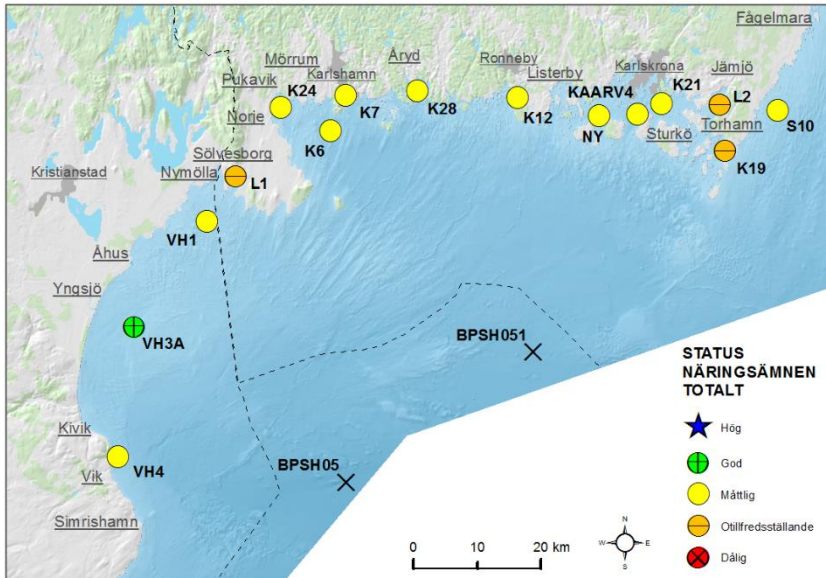 Fågelmara
Åryd
Mörrum
Ronneby
Karlskrona
K21
Jämjö
Karlshamn
Listerby
Pukavik
K24
KAARV4
L2
K7
K28
Norje
K12
S10
K6
NY
Sturkö
Torhamn
Sölvesborg
K19
Kristianstad
Nymölla
L1
VH1
Åhus
Yngsjö
VH3A
BPSH051
Kivik
VH4
BPSH05
Vik
Simrishamn
STATUS
NÄRINGSÄMNEN
TOTALT
Hög
God
Måttlig
Otillfredsställande
Dålig
N
W
E
S
0 10 20 km